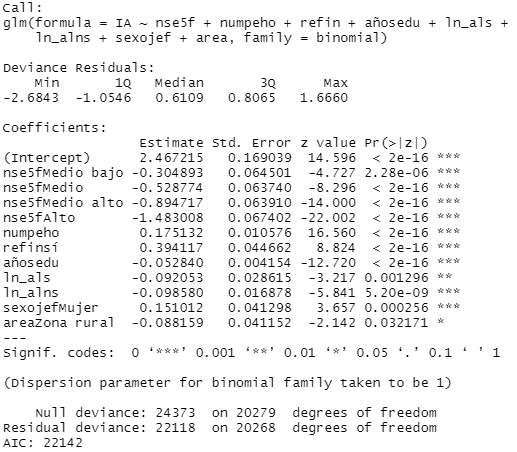 Call:
glm(formula = IA ~ nse5f + numpeho + refin + añosedu + ln_als +
    ln_alns + sexojef + area, family = binomial)
Deviance Residuals:
    Min      1Q  Median      3Q     Max
-2.6843 -1.0546  0.6109  0.8065  1.6660
Coefficients:
                 Estimate Std. Error z value Pr(>|z|)
(Intercept)      2.467215   0.169039  14.596  < 2e-16 ***
nse5fMedio bajo -0.304893   0.064501  -4.727 2.28e-06 ***
nse5fMedio      -0.528774   0.063740  -8.296  < 2e-16 ***
nse5fMedio alto -0.894717   0.063910 -14.000  < 2e-16 ***
nse5fAlto       -1.483008   0.067402 -22.002  < 2e-16 ***
numpeho          0.175132   0.010576  16.560  < 2e-16 ***
refinsí          0.394117   0.044662   8.824  < 2e-16 ***
añosedu         -0.052840   0.004154 -12.720  < 2e-16 ***
ln_als          -0.092053   0.028615  -3.217 0.001296 **
ln_alns         -0.098580   0.016878  -5.841 5.20e-09 ***
sexojefMujer     0.151012   0.041298   3.657 0.000256 ***
areaZona rural  -0.088159   0.041152  -2.142 0.032171 *
---
Signif. codes:  0 ‘***’ 0.001 ‘**’ 0.01 ‘*’ 0.05 ‘.’ 0.1 ‘ ’ 1
(Dispersion parameter for binomial family taken to be 1)
    Null deviance: 24373  on 20279  degrees of freedom
Residual deviance: 22118  on 20268  degrees of freedom
AIC: 22142